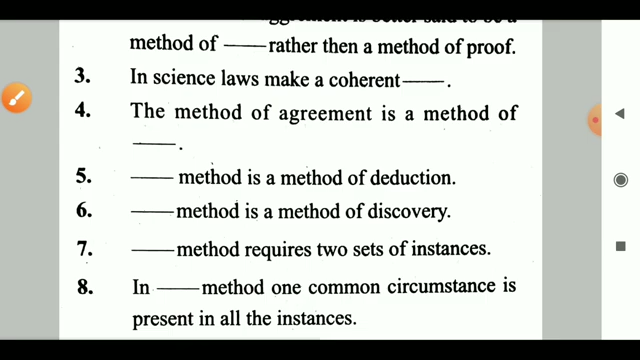 method of —— rather then a method of proof.
3. In science laws make a coherent ——.
4. The method of agreement is a method of
——.
5. —— method is a method of deduction.
6. —— method is a method of discovery.
7. —— method requires two sets of instances.
8. In —— method one common circumstance is
present in all the instances.